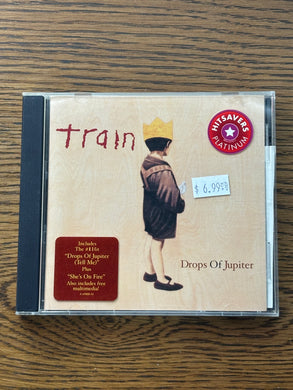 train
HITSAVERS
PLATINUM
$6.99
Drops Of Jupiter
Includes
The #1 Hit
"Drops Of Jupiter
(Tell Me)"
Plus
"She's On Fire"
Also includes free
multimedia!